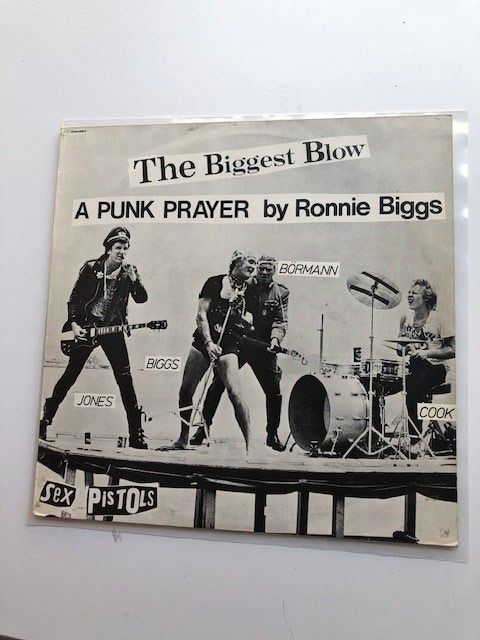 The Biggest Blow
A PUNK PRAYER by Ronnie Biggs
BÖRMANN
BIGGS
JONES
COOK
SEX PISTOLS